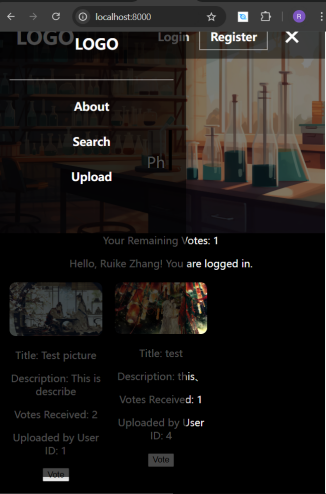 localhost:8000
R
LOGO
LOGO
Login
Register
About
Search
Upload
Ph
Your Remaining Votes: 1
Hello, Ruike Zhang! You are logged in.
Title: Test picture
Description: This is
describe
Votes Received: 2
Uploaded by User
ID: 1
Vote
Title: test
Description: this、
Votes Received: 1
Uploaded by User
ID: 4
Vote